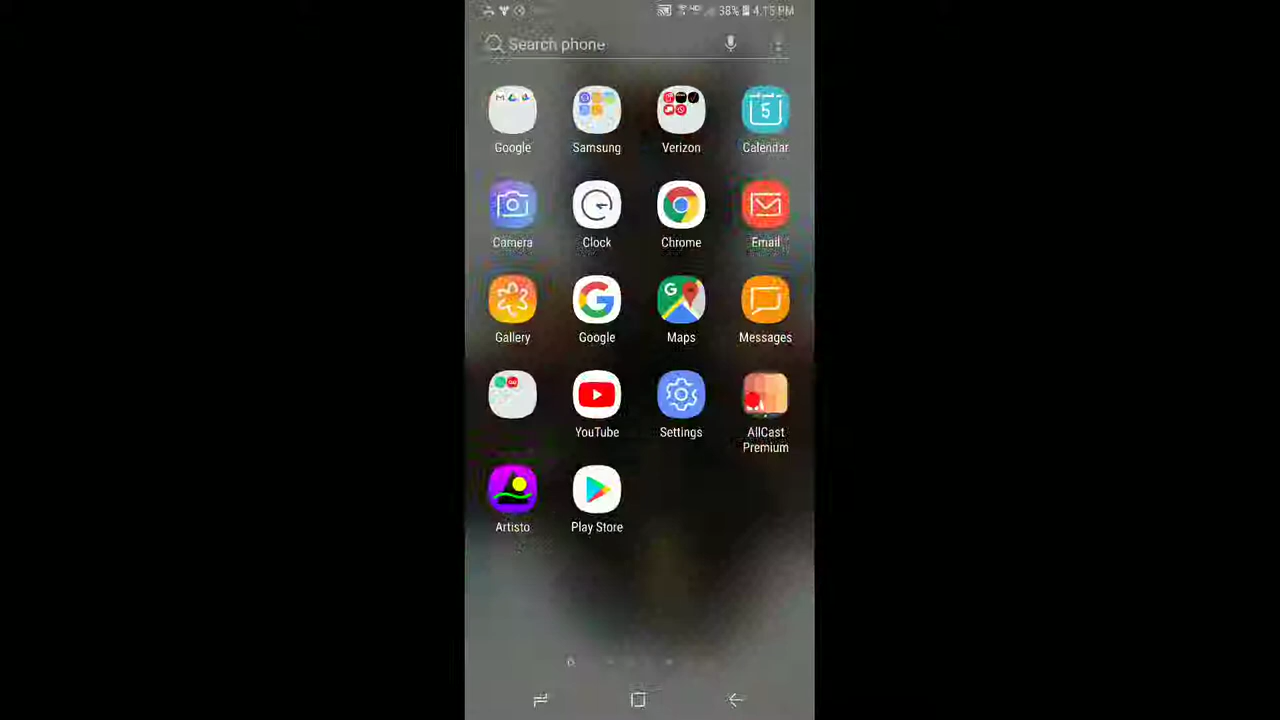 38% 4:15 PM
Search phone
Google Samsung Verizon Calendar
5
Camera Clock Chrome Email
Gallery Google Maps Messages
YouTube Settings AllCast Premium
Artisto Play Store